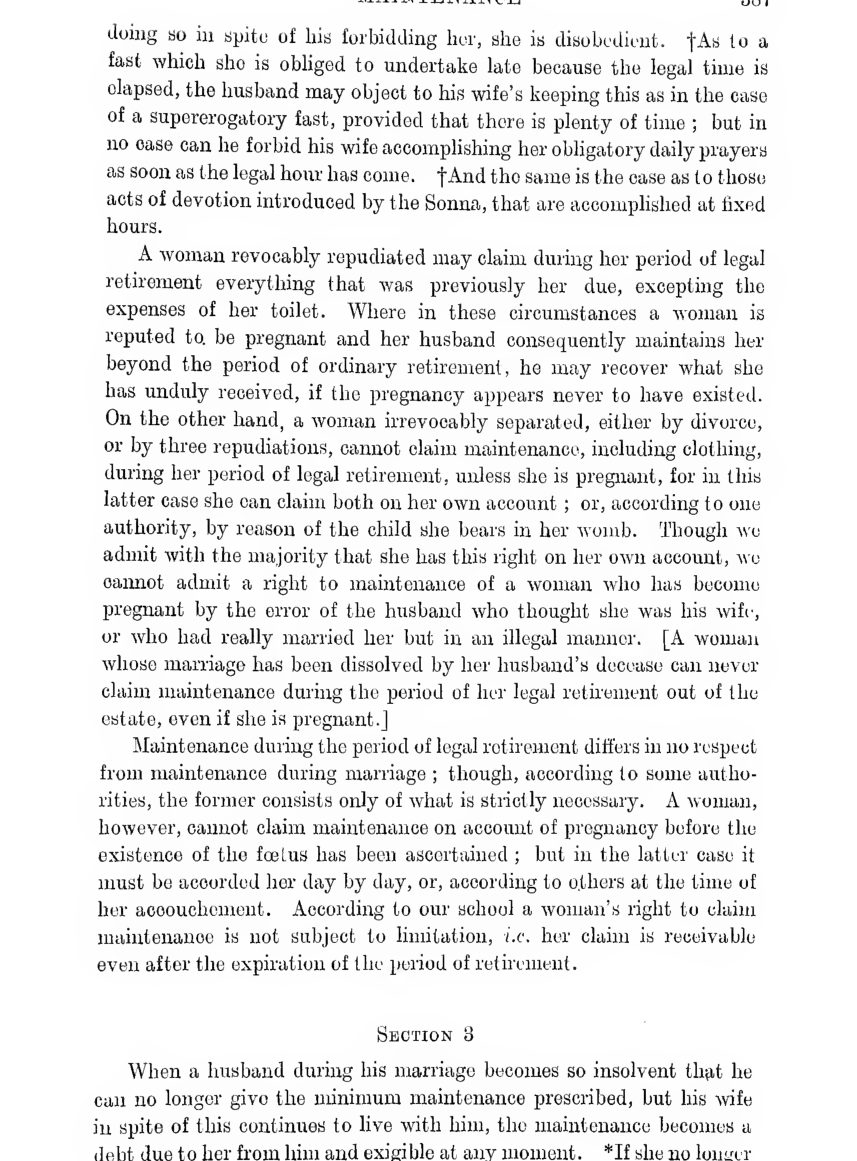 MAINTENANCE 387
doing so in spite of his forbidding her, she is disobedient. †As to a
fast which she is obliged to undertake late because the legal time is
elapsed, the husband may object to his wife's keeping this as in the case
of a supererogatory fast, provided that there is plenty of time ; but in
no case can he forbid his wife accomplishing her obligatory daily prayers
as soon as the legal hour has come. †And the same is the case as to those
acts of devotion introduced by the Sonna, that are accomplished at fixed
hours.
A woman revocably repudiated may claim during her period of legal
retirement everything that was previously her due, excepting the
expenses of her toilet. Where in these circumstances a woman is
reputed to be pregnant and her husband consequently maintains her
beyond the period of ordinary retirement, he may recover what she
has unduly received, if the pregnancy appears never to have existed.
On the other hand, a woman irrevocably separated, either by divorce,
or by three repudiations, cannot claim maintenance, including clothing,
during her period of legal retirement, unless she is pregnant, for in this
latter case she can claim both on her own account ; or, according to one
authority, by reason of the child she bears in her womb. Though we
admit with the majority that she has this right on her own account, we
cannot admit a right to maintenance of a woman who has become
pregnant by the error of the husband who thought she was his wife,
or who had really married her but in an illegal manner. [A woman
whose marriage has been dissolved by her husband's decease can never
claim maintenance during the period of her legal retirement out of the
estate, even if she is pregnant.]
Maintenance during the period of legal retirement differs in no respect
from maintenance during marriage ; though, according to some autho-
rities, the former consists only of what is strictly necessary. A woman,
however, cannot claim maintenance on account of pregnancy before the
existence of the fœtus has been ascertained ; but in the latter case it
must be accorded her day by day, or, according to others at the time of
her accouchement. According to our school a woman's right to claim
maintenance is not subject to limitation, i.e. her claim is receivable
even after the expiration of the period of retirement.
SECTION 3
When a husband during his marriage becomes so insolvent that he
can no longer give the minimum maintenance prescribed, but his wife
in spite of this continues to live with him, the maintenance becomes a
debt due to her from him and exigible at any moment. *If she no longer